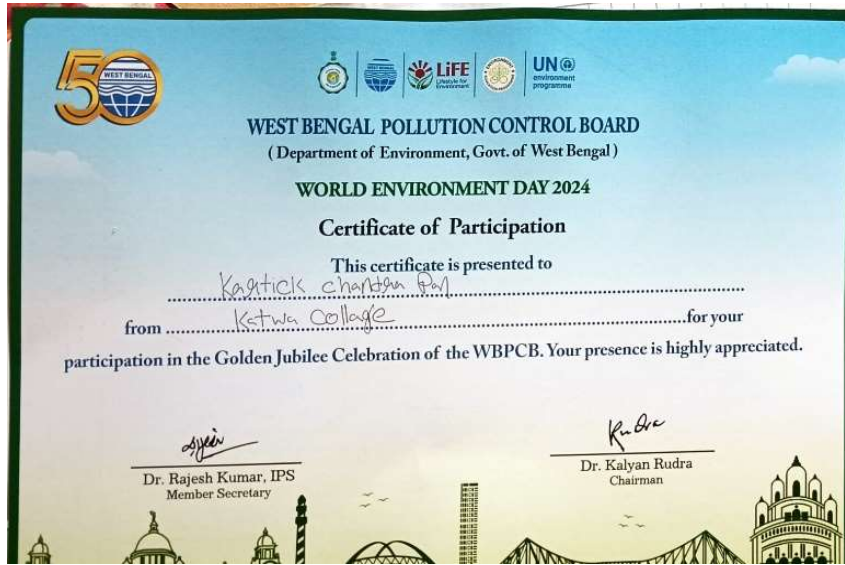 50 WEST BENGAL
LiFE
Lifestyle for
Environment
UN
environment
programme
WEST BENGAL POLLUTION CONTROL BOARD
( Department of Environment, Govt. of West Bengal )
WORLD ENVIRONMENT DAY 2024
Certificate of Participation
This certificate is presented to
Kartick chandra Pal
from Katwa Collage for your
participation in the Golden Jubilee Celebration of the WBPCB. Your presence is highly appreciated.
Rudra
Dr. Rajesh Kumar, IPS
Member Secretary
Dr. Kalyan Rudra
Chairman